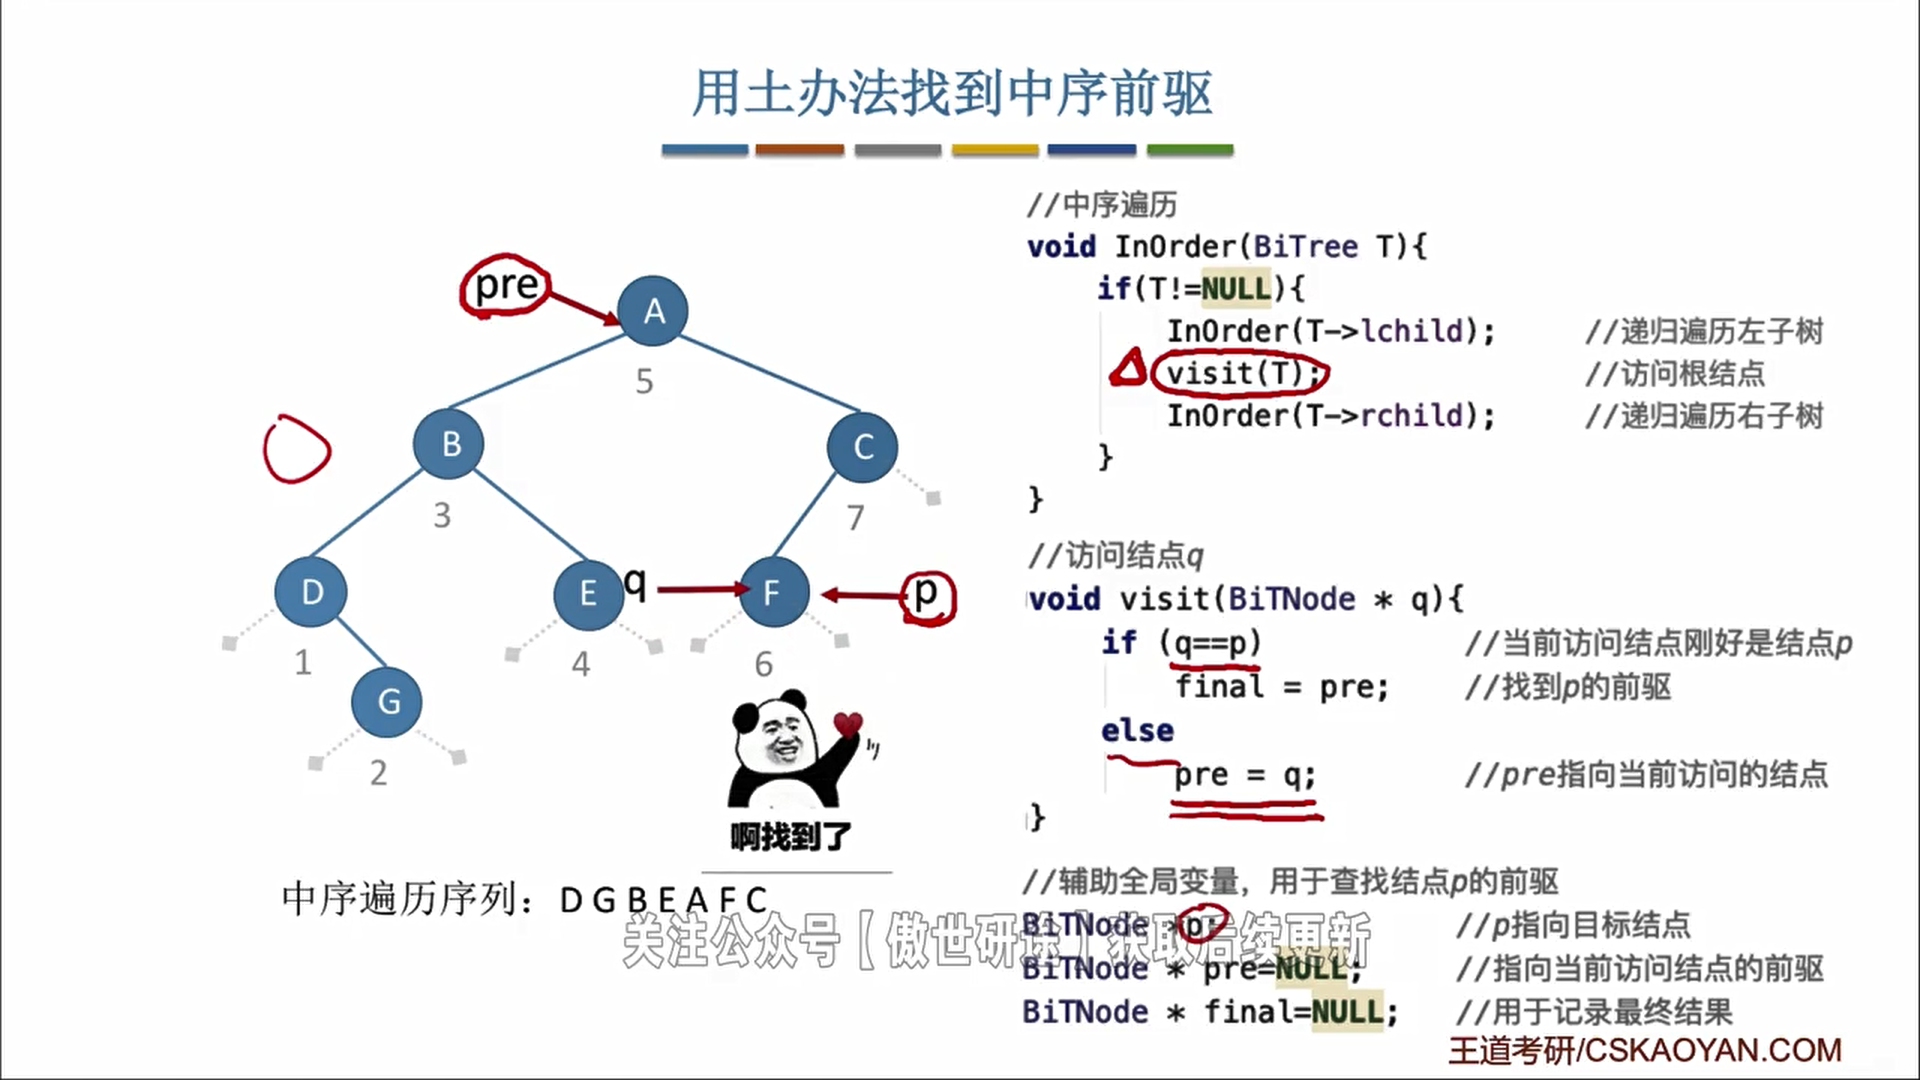 用土办法找到中序前驱
pre
A
5
B
3
C
7
D
1
E
4
q
F
6
p
G
2
啊找到了
中序遍历序列：D G B E A F C
//中序遍历
void InOrder(BiTree T){
if(T!=NULL){
InOrder(T->lchild); //递归遍历左子树
visit(T); //访问根结点
InOrder(T->rchild); //递归遍历右子树
}
}
//访问结点q
void visit(BiTNode * q){
if (q==p) //当前访问结点刚好是结点p
final = pre; //找到p的前驱
else
pre = q; //pre指向当前访问的结点
}
//辅助全局变量，用于查找结点p的前驱
BiTNode *p; //p指向目标结点
BiTNode * pre=NULL; //指向当前访问结点的前驱
BiTNode * final=NULL; //用于记录最终结果
关注公众号【傲世研途】获取后续更新
王道考研/CSKAOYAN.COM